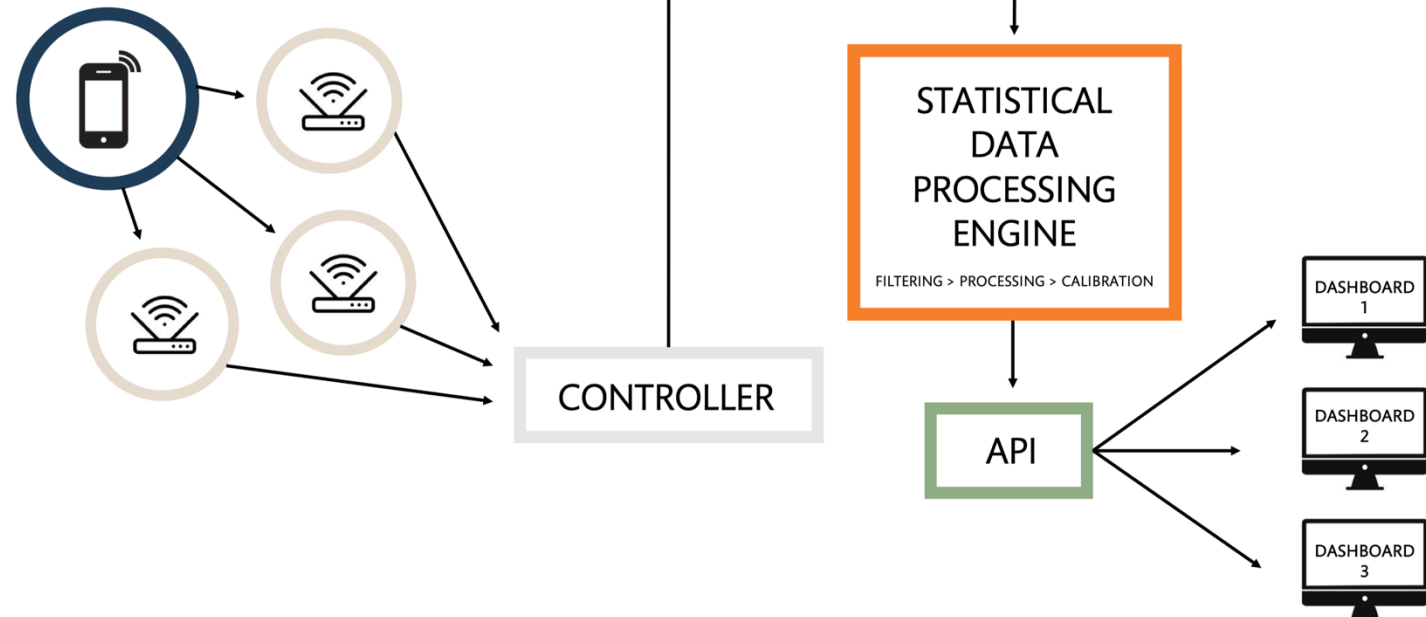 STATISTICAL
DATA
PROCESSING
ENGINE
FILTERING > PROCESSING > CALIBRATION
CONTROLLER
API
DASHBOARD
1
DASHBOARD
2
DASHBOARD
3